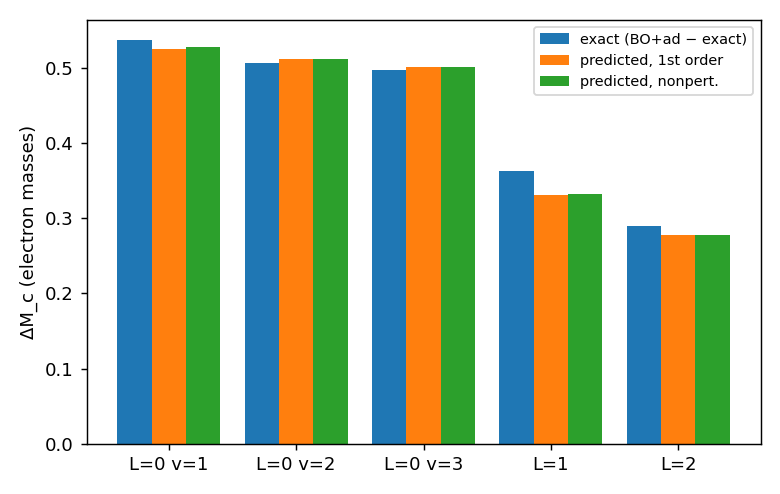 exact (BO+ad − exact)
predicted, 1st order
predicted, nonpert.
ΔM_c (electron masses)
0.5
0.4
0.3
0.2
0.1
0.0
L=0 v=1
L=0 v=2
L=0 v=3
L=1
L=2